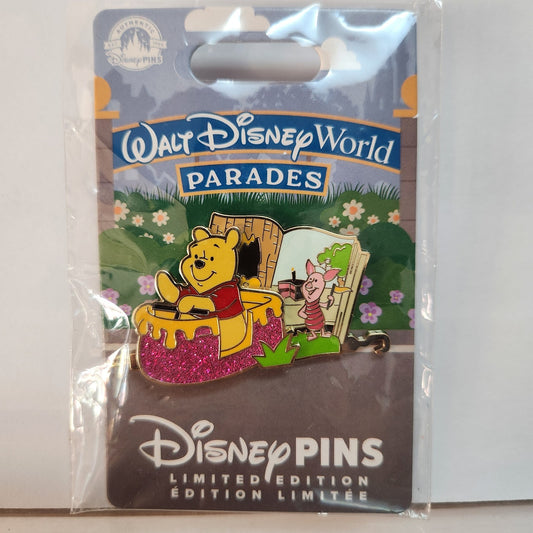 AUTHENTIC
Disney PINS
WALT DISNEY World
PARADES
DISNEY PINS
LIMITED EDITION
ÉDITION LIMITÉE